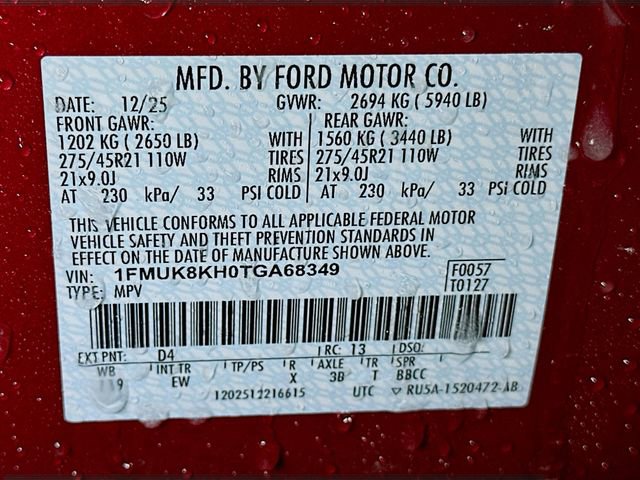 MFD. BY FORD MOTOR CO.
DATE: 12/25 GVWR: 2694 KG ( 5940 LB)
FRONT GAWR: REAR GAWR:
1202 KG ( 2650 LB) WITH 1560 KG ( 3440 LB) WITH
275/45R21 110W TIRES 275/45R21 110W TIRES
21x9.0J RIMS 21x9.0J RIMS
AT 230 kPa/ 33 PSI COLD AT 230 kPa/ 33 PSI COLD
THIS VEHICLE CONFORMS TO ALL APPLICABLE FEDERAL MOTOR
VEHICLE SAFETY AND THEFT PREVENTION STANDARDS IN
EFFECT ON THE DATE OF MANUFACTURE SHOWN ABOVE.
VIN: 1FMUK8KH0TGA68349 F0057
TYPE: MPV T0127
EXT PNT: D4 RC: 13 DSO:
WB INT TR TP/PS R AXLE TR SPR
119 EW X 3B T BBCC
1202512216615 UTC ▽ RU5A-1520472-AB